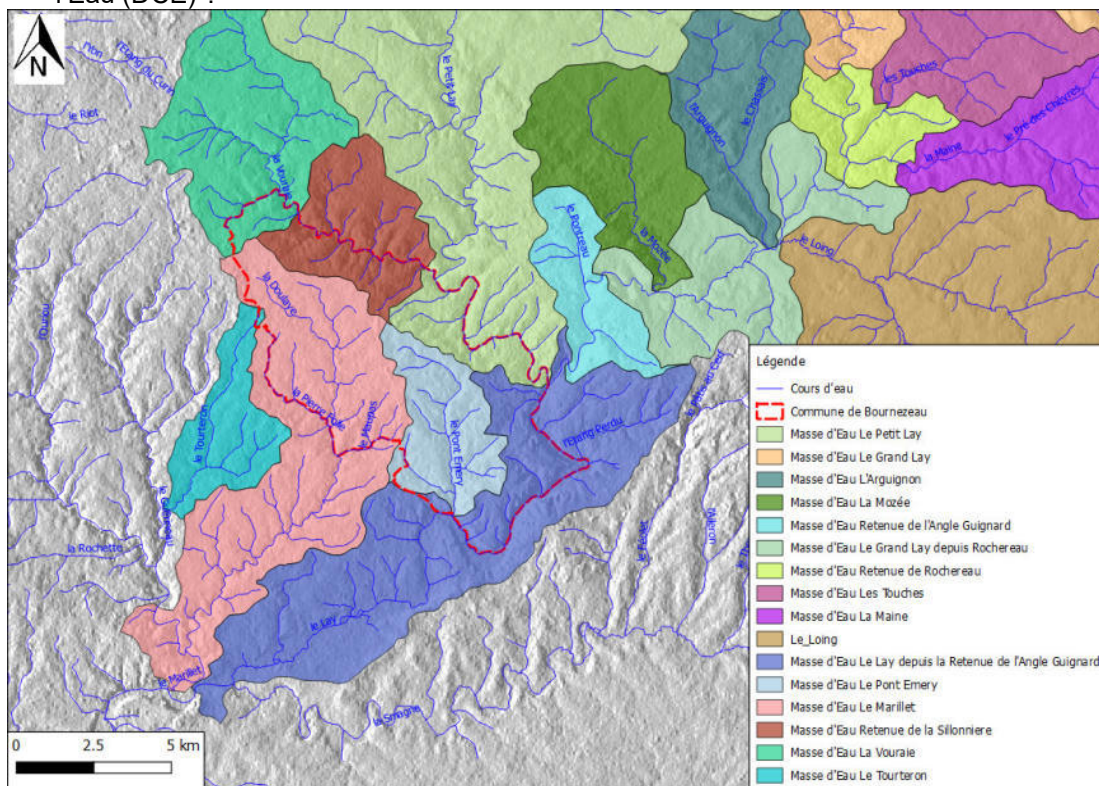 l'Eau (DCE) :
N
l'Iton
l'Etang du Curin
le Riot
le Petit Lay
la Vouraie
l'Arguignon
le Chassais
les Touches
le Pré des Chèvres
la Maine
la Mozée
le Loing
la Doulaye
le Tourteron
la Pierre Folle
le Pont Emery
l'Etang Perdu
la Rochette
le Lay
le Marillet
la Smagne
0 2.5 5 km
Légende
Cours d'eau
Commune de Bournezeau
Masse d'Eau Le Petit Lay
Masse d'Eau Le Grand Lay
Masse d'Eau L'Arguignon
Masse d'Eau La Mozée
Masse d'Eau Retenue de l'Angle Guignard
Masse d'Eau Le Grand Lay depuis Rochereau
Masse d'Eau Retenue de Rochereau
Masse d'Eau Les Touches
Masse d'Eau La Maine
Le_Loing
Masse d'Eau Le Lay depuis la Retenue de l'Angle Guignard
Masse d'Eau Le Pont Emery
Masse d'Eau Le Marillet
Masse d'Eau Retenue de la Sillonniere
Masse d'Eau La Vouraie
Masse d'Eau Le Tourteron